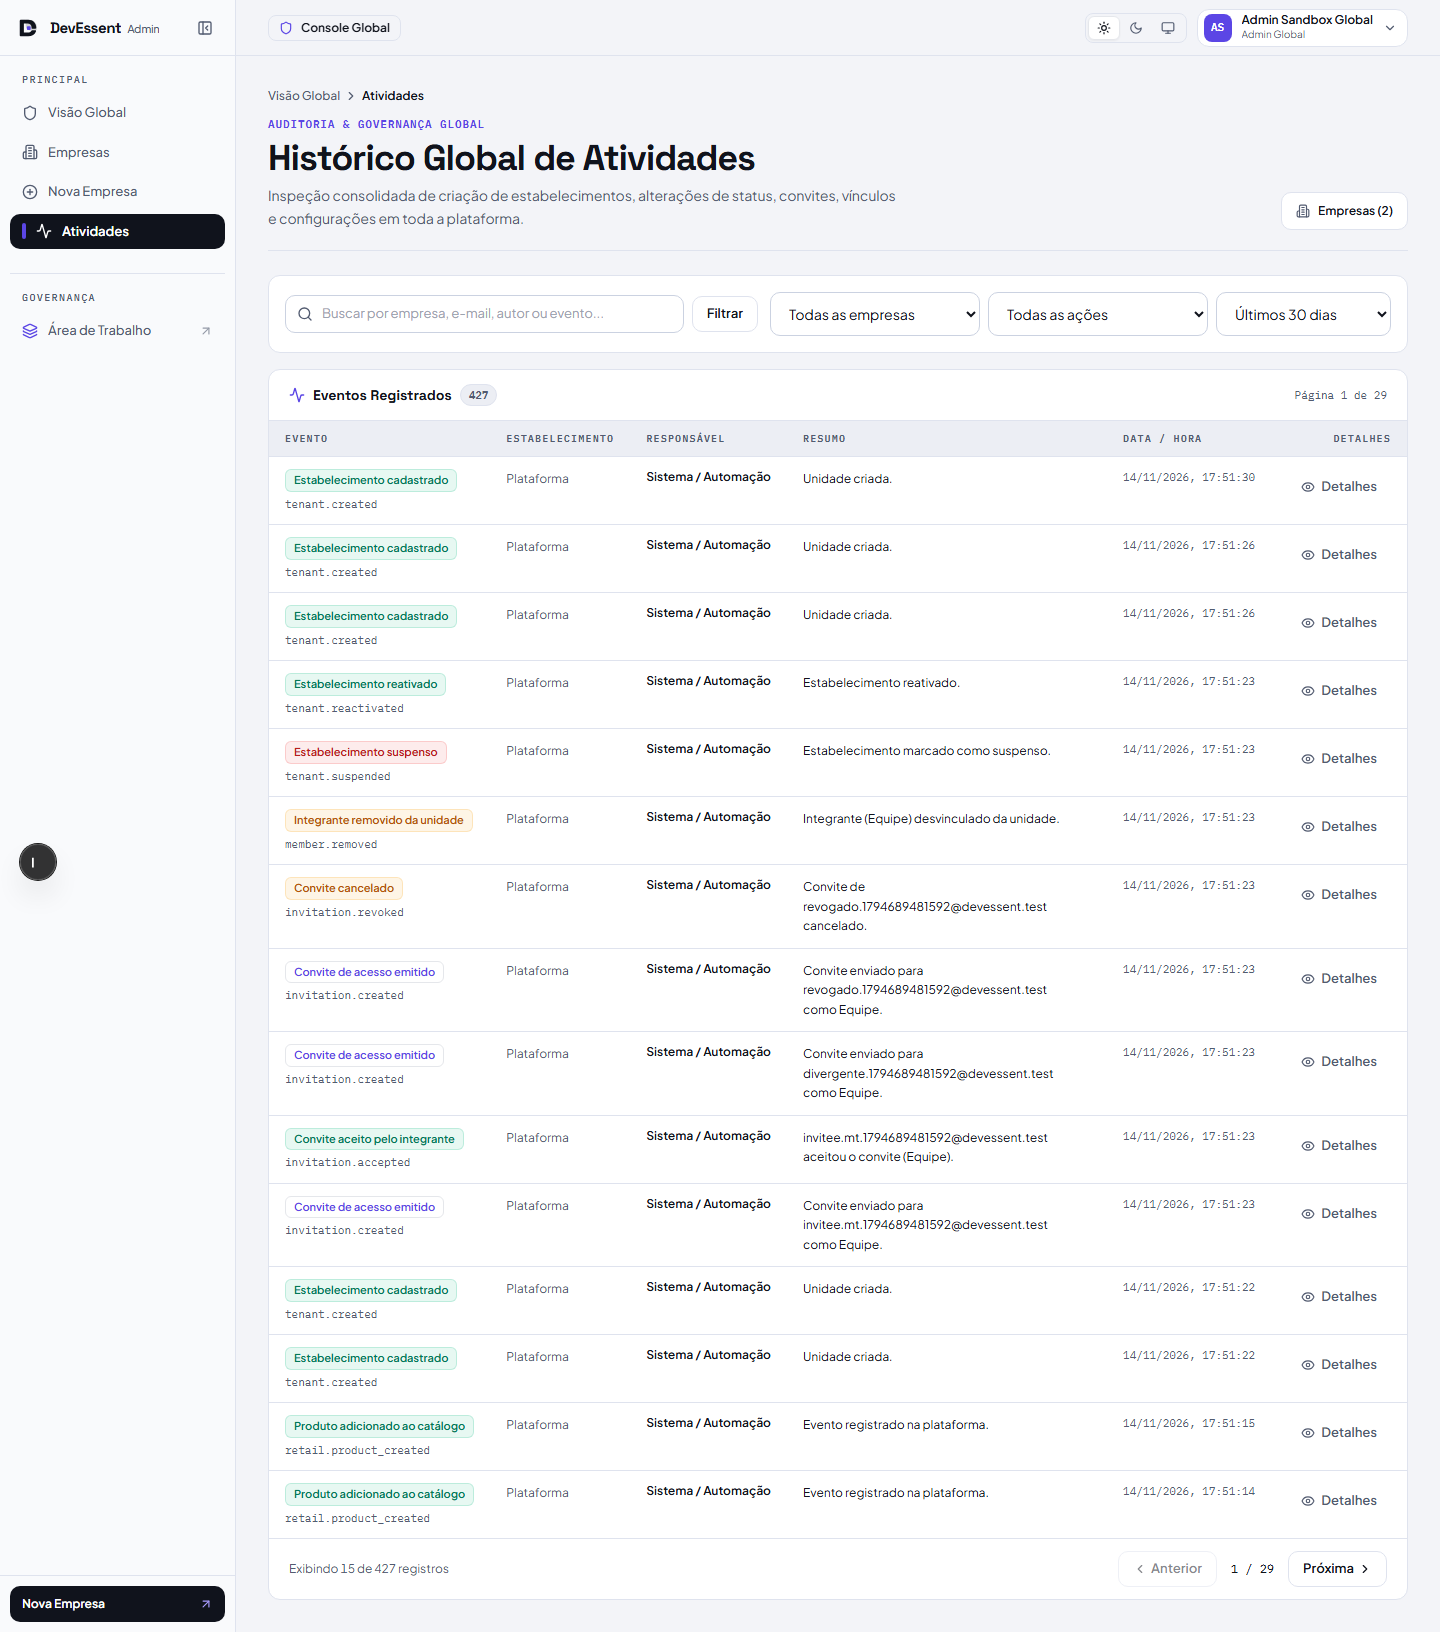 DevEssent Admin
Console Global
AS
Admin Sandbox Global
Admin Global
PRINCIPAL
Visão Global
Empresas
Nova Empresa
Atividades
GOVERNANÇA
Área de Trabalho
Nova Empresa
Visão Global > Atividades
AUDITORIA & GOVERNANÇA GLOBAL
Histórico Global de Atividades
Inspeção consolidada de criação de estabelecimentos, alterações de status, convites, vínculos
e configurações em toda a plataforma.
Empresas (2)
Buscar por empresa, e-mail, autor ou evento...
Filtrar
Todas as empresas
Todas as ações
Últimos 30 dias
Eventos Registrados 427
Página 1 de 29
EVENTO ESTABELECIMENTO RESPONSÁVEL RESUMO DATA / HORA DETALHES
Estabelecimento cadastrado Plataforma Sistema / Automação Unidade criada. 14/11/2026, 17:51:30 Detalhes
tenant.created
Estabelecimento cadastrado Plataforma Sistema / Automação Unidade criada. 14/11/2026, 17:51:26 Detalhes
tenant.created
Estabelecimento cadastrado Plataforma Sistema / Automação Unidade criada. 14/11/2026, 17:51:26 Detalhes
tenant.created
Estabelecimento reativado Plataforma Sistema / Automação Estabelecimento reativado. 14/11/2026, 17:51:23 Detalhes
tenant.reactivated
Estabelecimento suspenso Plataforma Sistema / Automação Estabelecimento marcado como suspenso. 14/11/2026, 17:51:23 Detalhes
tenant.suspended
Integrante removido da unidade Plataforma Sistema / Automação Integrante (Equipe) desvinculado da unidade. 14/11/2026, 17:51:23 Detalhes
member.removed
Convite cancelado Plataforma Sistema / Automação Convite de 14/11/2026, 17:51:23 Detalhes
invitation.revoked revogado.1794689481592@devessent.test
cancelado.
Convite de acesso emitido Plataforma Sistema / Automação Convite enviado para 14/11/2026, 17:51:23 Detalhes
invitation.created revogado.1794689481592@devessent.test
como Equipe.
Convite de acesso emitido Plataforma Sistema / Automação Convite enviado para 14/11/2026, 17:51:23 Detalhes
invitation.created divergente.1794689481592@devessent.test
como Equipe.
Convite aceito pelo integrante Plataforma Sistema / Automação invitee.mt.1794689481592@devessent.test 14/11/2026, 17:51:23 Detalhes
invitation.accepted aceitou o convite (Equipe).
Convite de acesso emitido Plataforma Sistema / Automação Convite enviado para 14/11/2026, 17:51:23 Detalhes
invitation.created invitee.mt.1794689481592@devessent.test
como Equipe.
Estabelecimento cadastrado Plataforma Sistema / Automação Unidade criada. 14/11/2026, 17:51:22 Detalhes
tenant.created
Estabelecimento cadastrado Plataforma Sistema / Automação Unidade criada. 14/11/2026, 17:51:22 Detalhes
tenant.created
Produto adicionado ao catálogo Plataforma Sistema / Automação Evento registrado na plataforma. 14/11/2026, 17:51:15 Detalhes
retail.product_created
Produto adicionado ao catálogo Plataforma Sistema / Automação Evento registrado na plataforma. 14/11/2026, 17:51:14 Detalhes
retail.product_created
Exibindo 15 de 427 registros
Anterior
1 / 29
Próxima